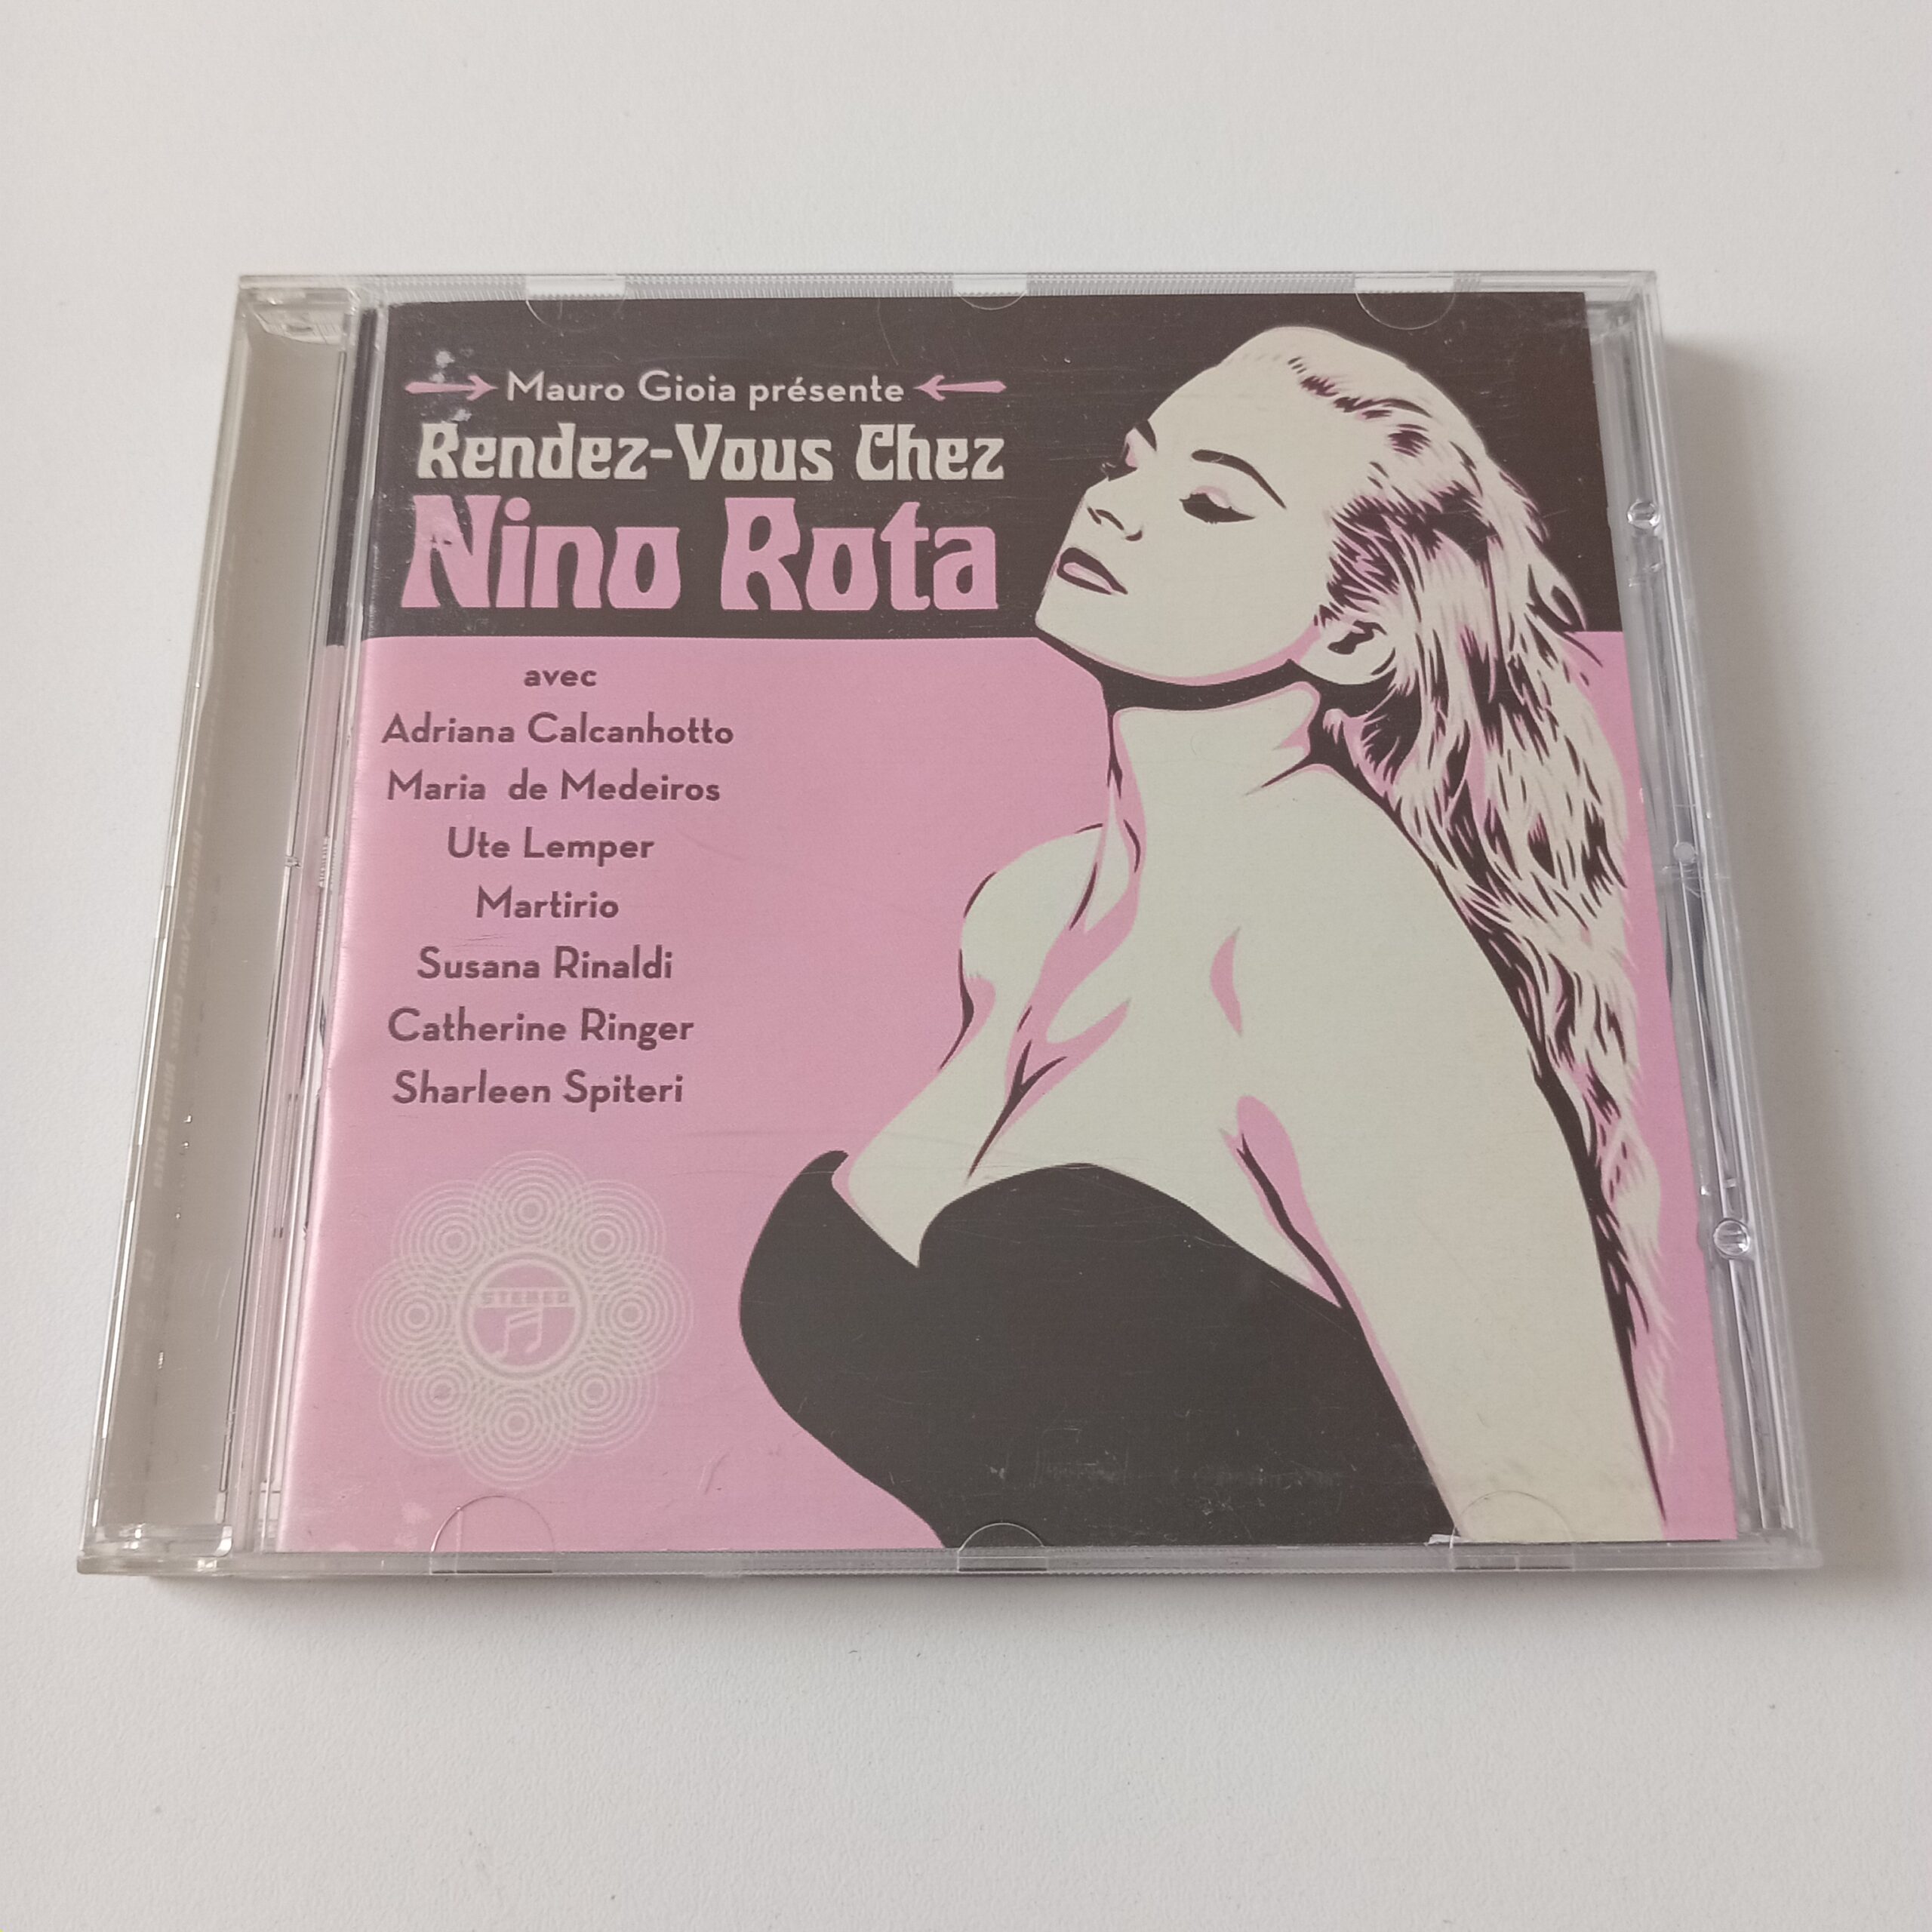 Mauro Gioia présente
Rendez-Vous Chez
Nino Rota
avec
Adriana Calcanhotto
Maria de Medeiros
Ute Lemper
Martirio
Susana Rinaldi
Catherine Ringer
Sharleen Spiteri
STEREO